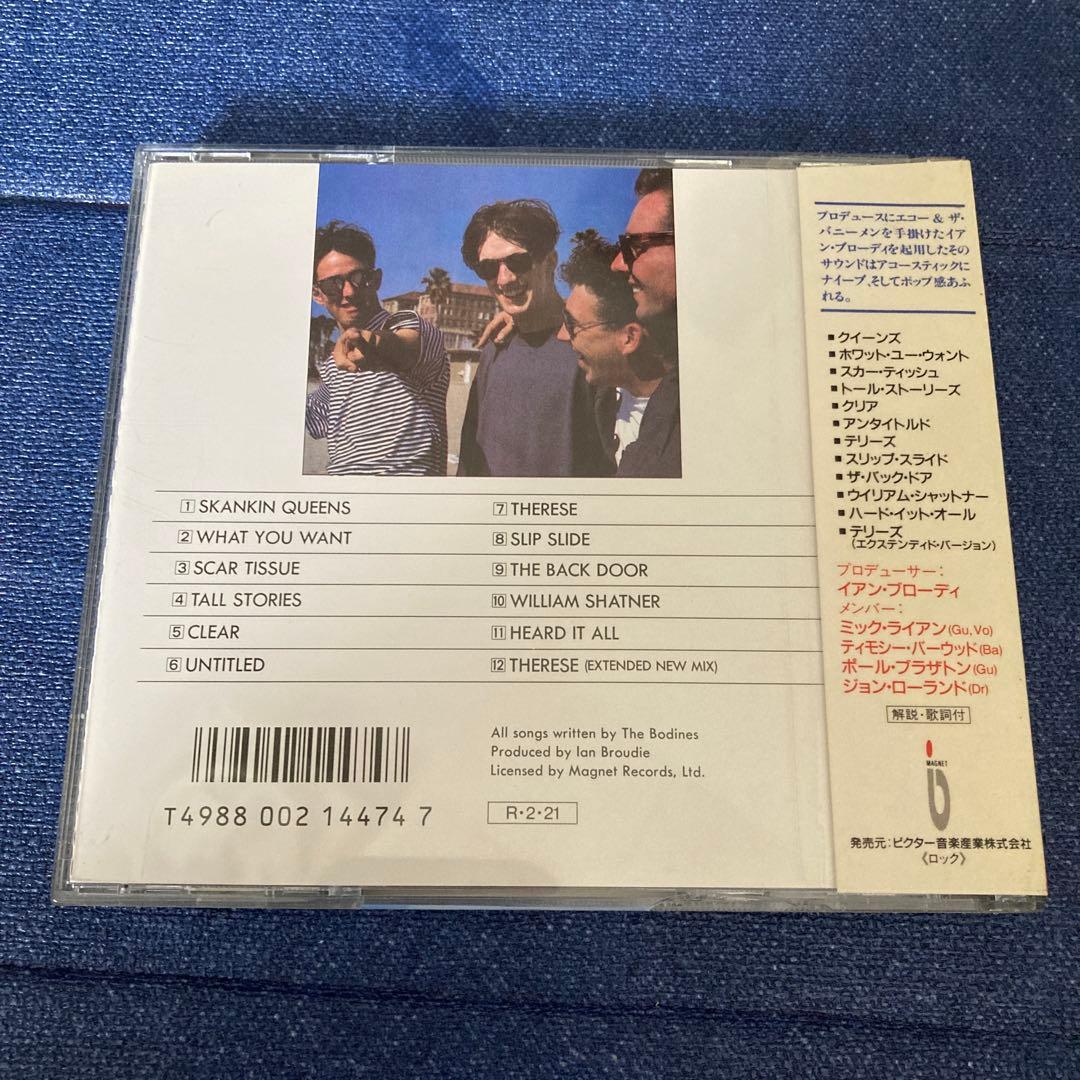 1 SKANKIN QUEENS
2 WHAT YOU WANT
3 SCAR TISSUE
4 TALL STORIES
5 CLEAR
6 UNTITLED
7 THERESE
8 SLIP SLIDE
9 THE BACK DOOR
10 WILLIAM SHATNER
11 HEARD IT ALL
12 THERESE (EXTENDED NEW MIX)
All songs written by The Bodines
Produced by Ian Broudie
Licensed by Magnet Records, Ltd.
T4988 002 14474 7
R・2・21
プロデュースにエコー & ザ・
バニーメンを手掛けたイア
ン・ブローディを起用したその
サウンドはアコースティックに
ナイーブ、そしてポップ感あふ
れる。
■クイーンズ
■ホワット・ユー・ウォント
■スカー・ティッシュ
■トール・ストーリーズ
■クリア
■アンタイトルド
■テリーズ
■スリップ・スライド
■ザ・バック・ドア
■ウイリアム・シャットナー
■ハード・イット・オール
■テリーズ
(エクステンティド・バージョン)
プロデューサー:
イアン・ブローディ
メンバー:
ミック・ライアン(Gu, Vo)
ティモシー・バーウッド(Ba)
ポール・ブラザトン(Gu)
ジョン・ローランド(Dr)
解説・歌詞付
MAGNET
発売元:ビクター音楽産業株式会社
《ロック》